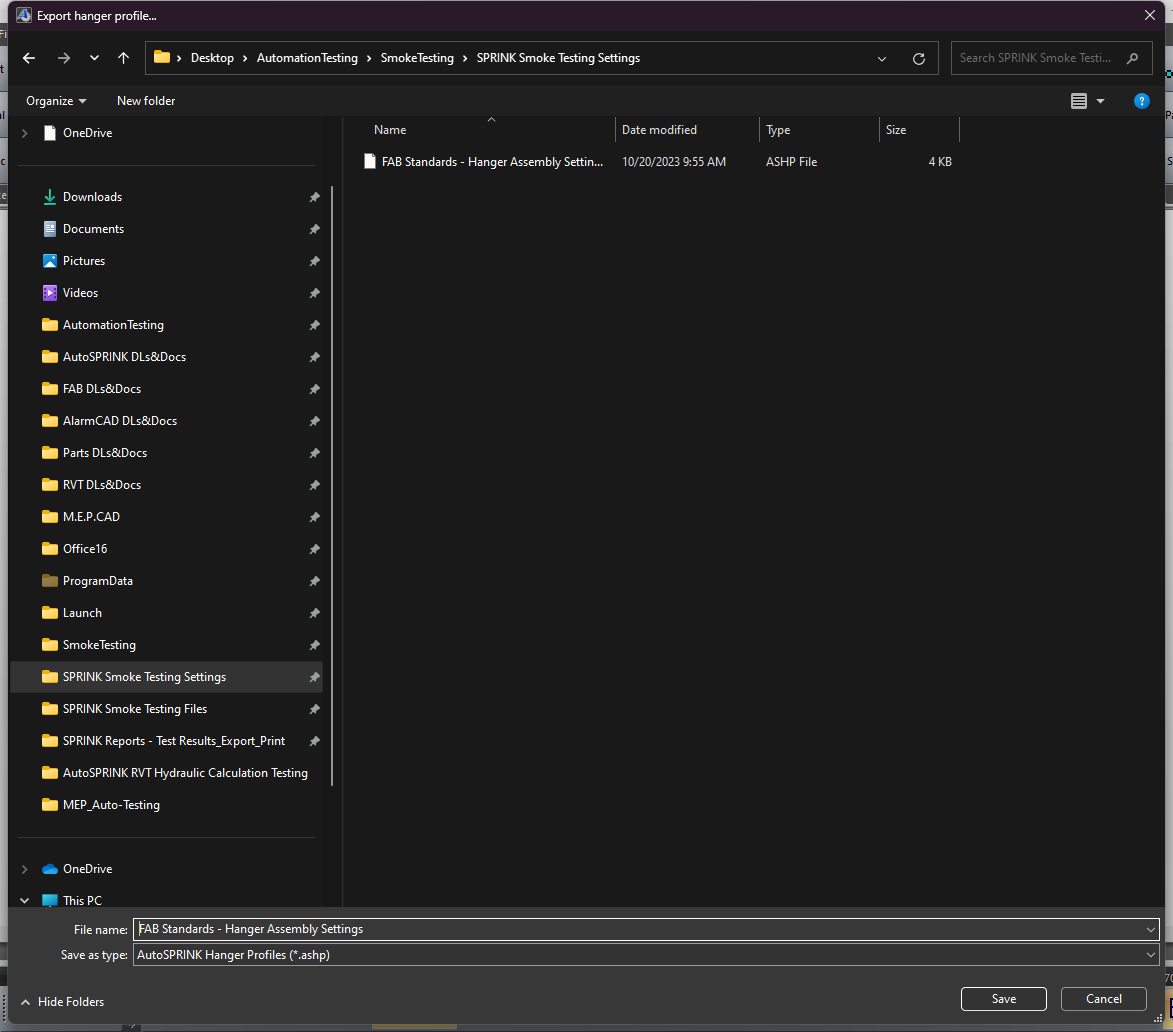 Export hanger profile...
Desktop > AutomationTesting > SmokeTesting > SPRINK Smoke Testing Settings
Search SPRINK Smoke Testi...
Organize
New folder
?
OneDrive
Downloads
Documents
Pictures
Videos
AutomationTesting
AutoSPRINK DLs&Docs
FAB DLs&Docs
AlarmCAD DLs&Docs
Parts DLs&Docs
RVT DLs&Docs
M.E.P.CAD
Office16
ProgramData
Launch
SmokeTesting
SPRINK Smoke Testing Settings
SPRINK Smoke Testing Files
SPRINK Reports - Test Results_Export_Print
AutoSPRINK RVT Hydraulic Calculation Testing
MEP_Auto-Testing
OneDrive
This PC
Name Date modified Type Size
FAB Standards - Hanger Assembly Settin... 10/20/2023 9:55 AM ASHP File 4 KB
File name: FAB Standards - Hanger Assembly Settings
Save as type: AutoSPRINK Hanger Profiles (*.ashp)
Hide Folders
Save
Cancel